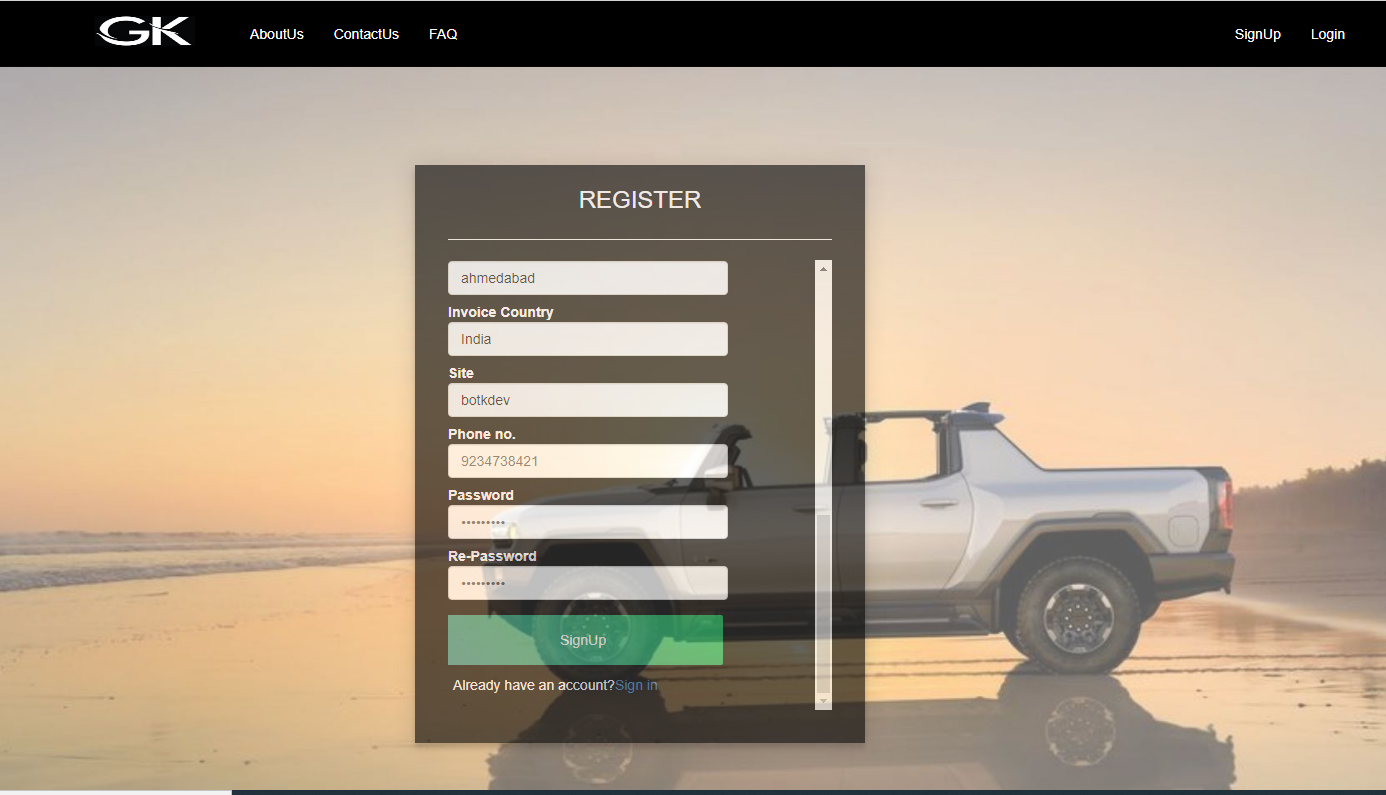 GK AboutUs ContactUs FAQ SignUp Login
REGISTER
ahmedabad
Invoice Country
India
Site
botkdev
Phone no.
9234738421
Password
•••••••••
Re-Password
•••••••••
SignUp
Already have an account?Sign in